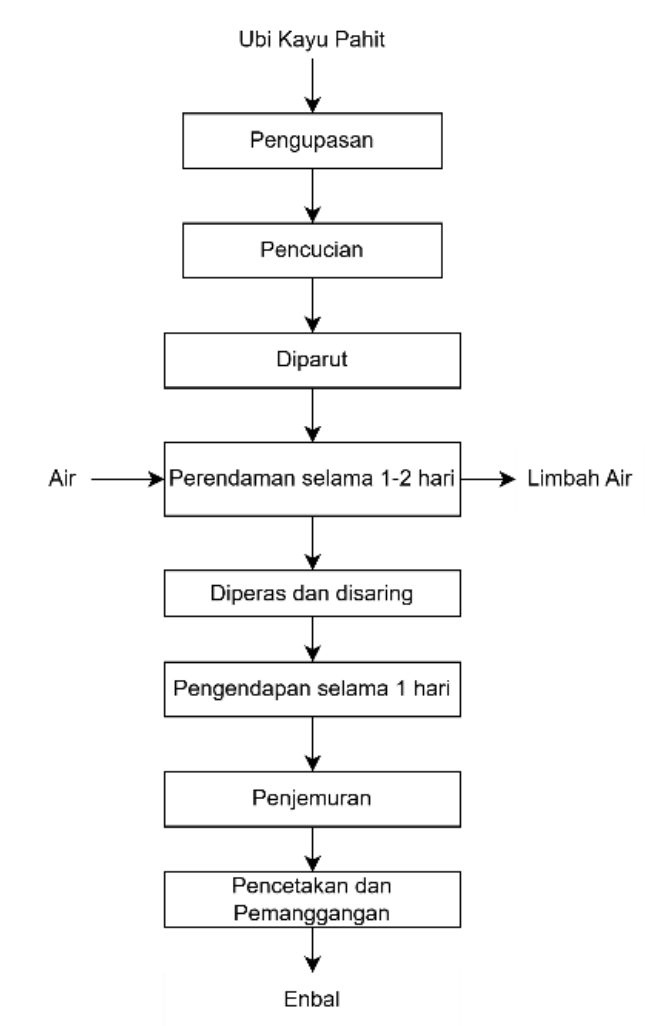 Ubi Kayu Pahit
Pengupasan
Pencucian
Diparut
Air
Perendaman selama 1-2 hari
Limbah Air
Diperas dan disaring
Pengendapan selama 1 hari
Penjemuran
Pencetakan dan
Pemanggangan
Enbal